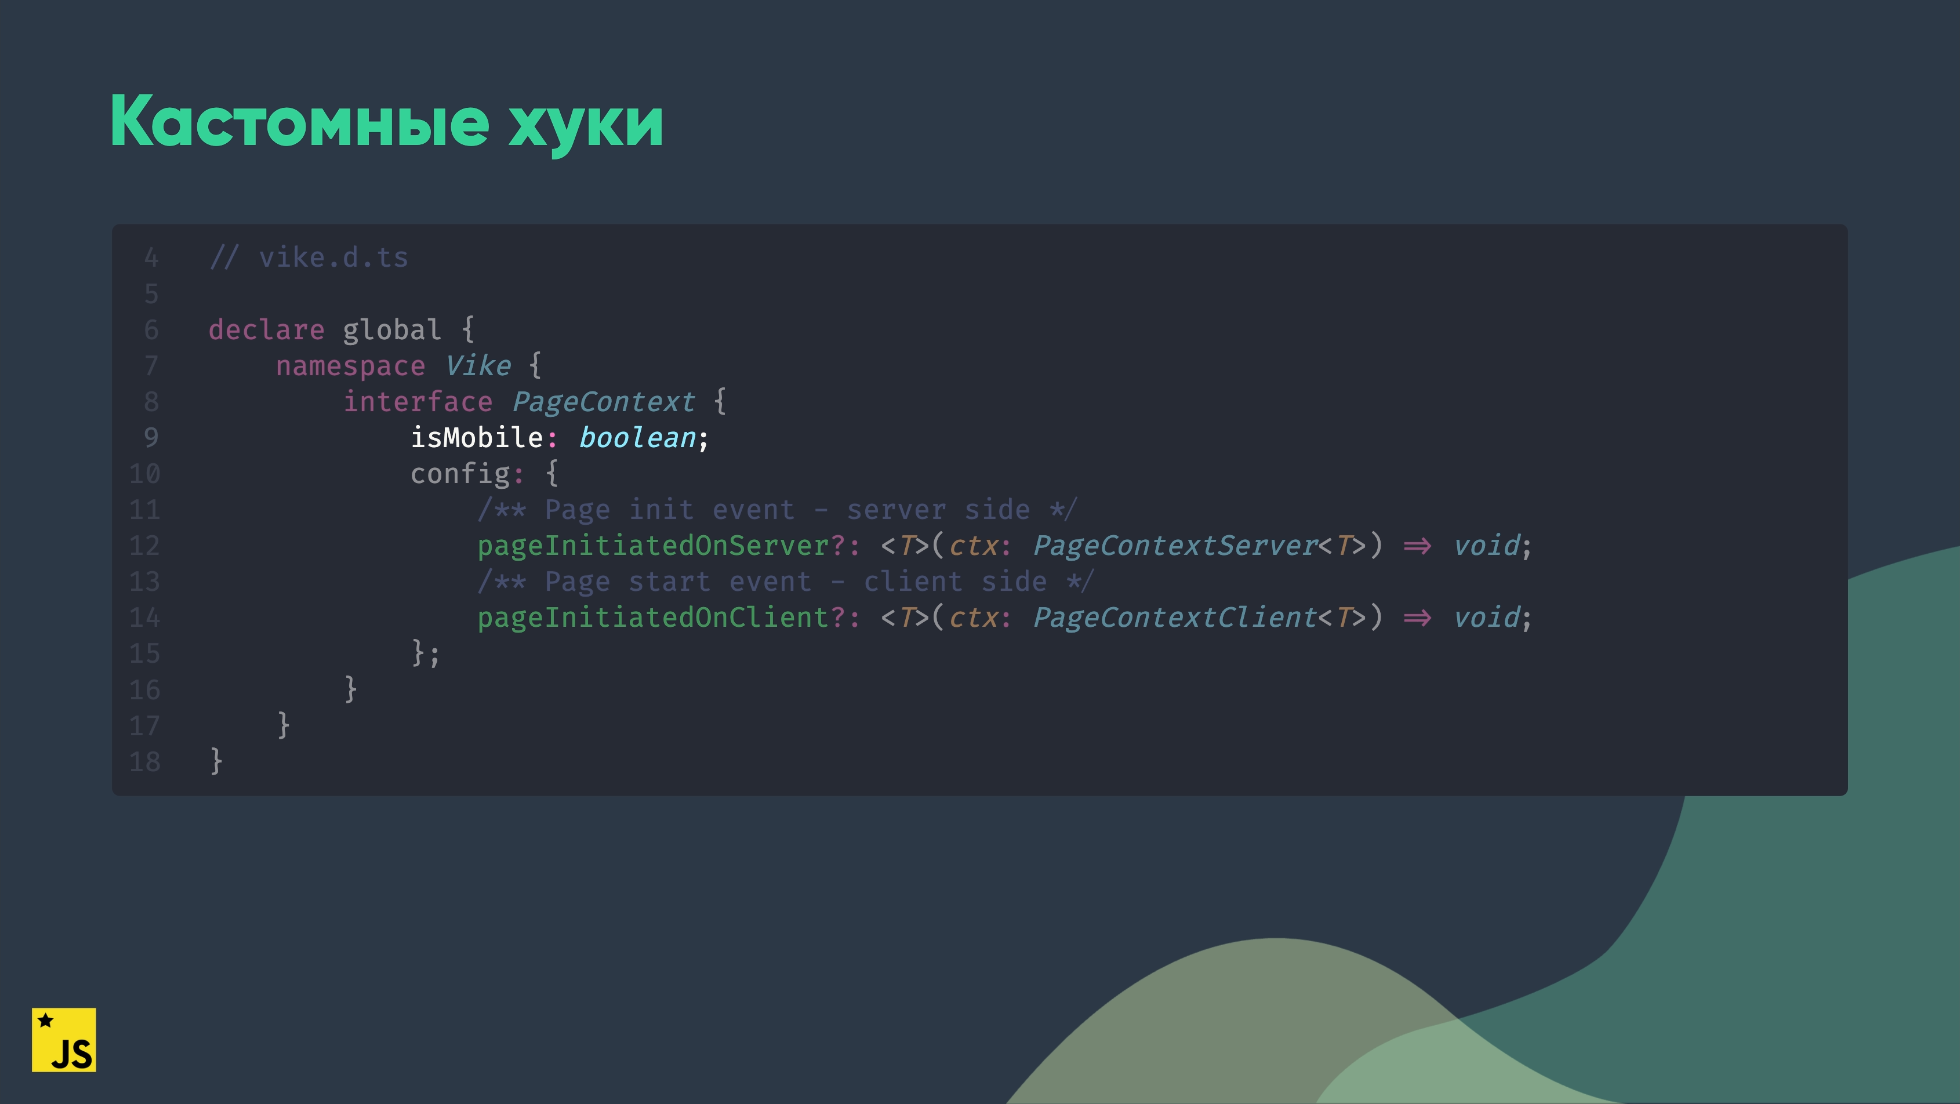 Кастомные хуки
4 // vike.d.ts
5
6 declare global {
7 namespace Vike {
8 interface PageContext {
9 isMobile: boolean;
10 config: {
11 /** Page init event - server side */
12 pageInitiatedOnServer?: <T>(ctx: PageContextServer<T>) => void;
13 /** Page start event - client side */
14 pageInitiatedOnClient?: <T>(ctx: PageContextClient<T>) => void;
15 };
16 }
17 }
18 }
JS